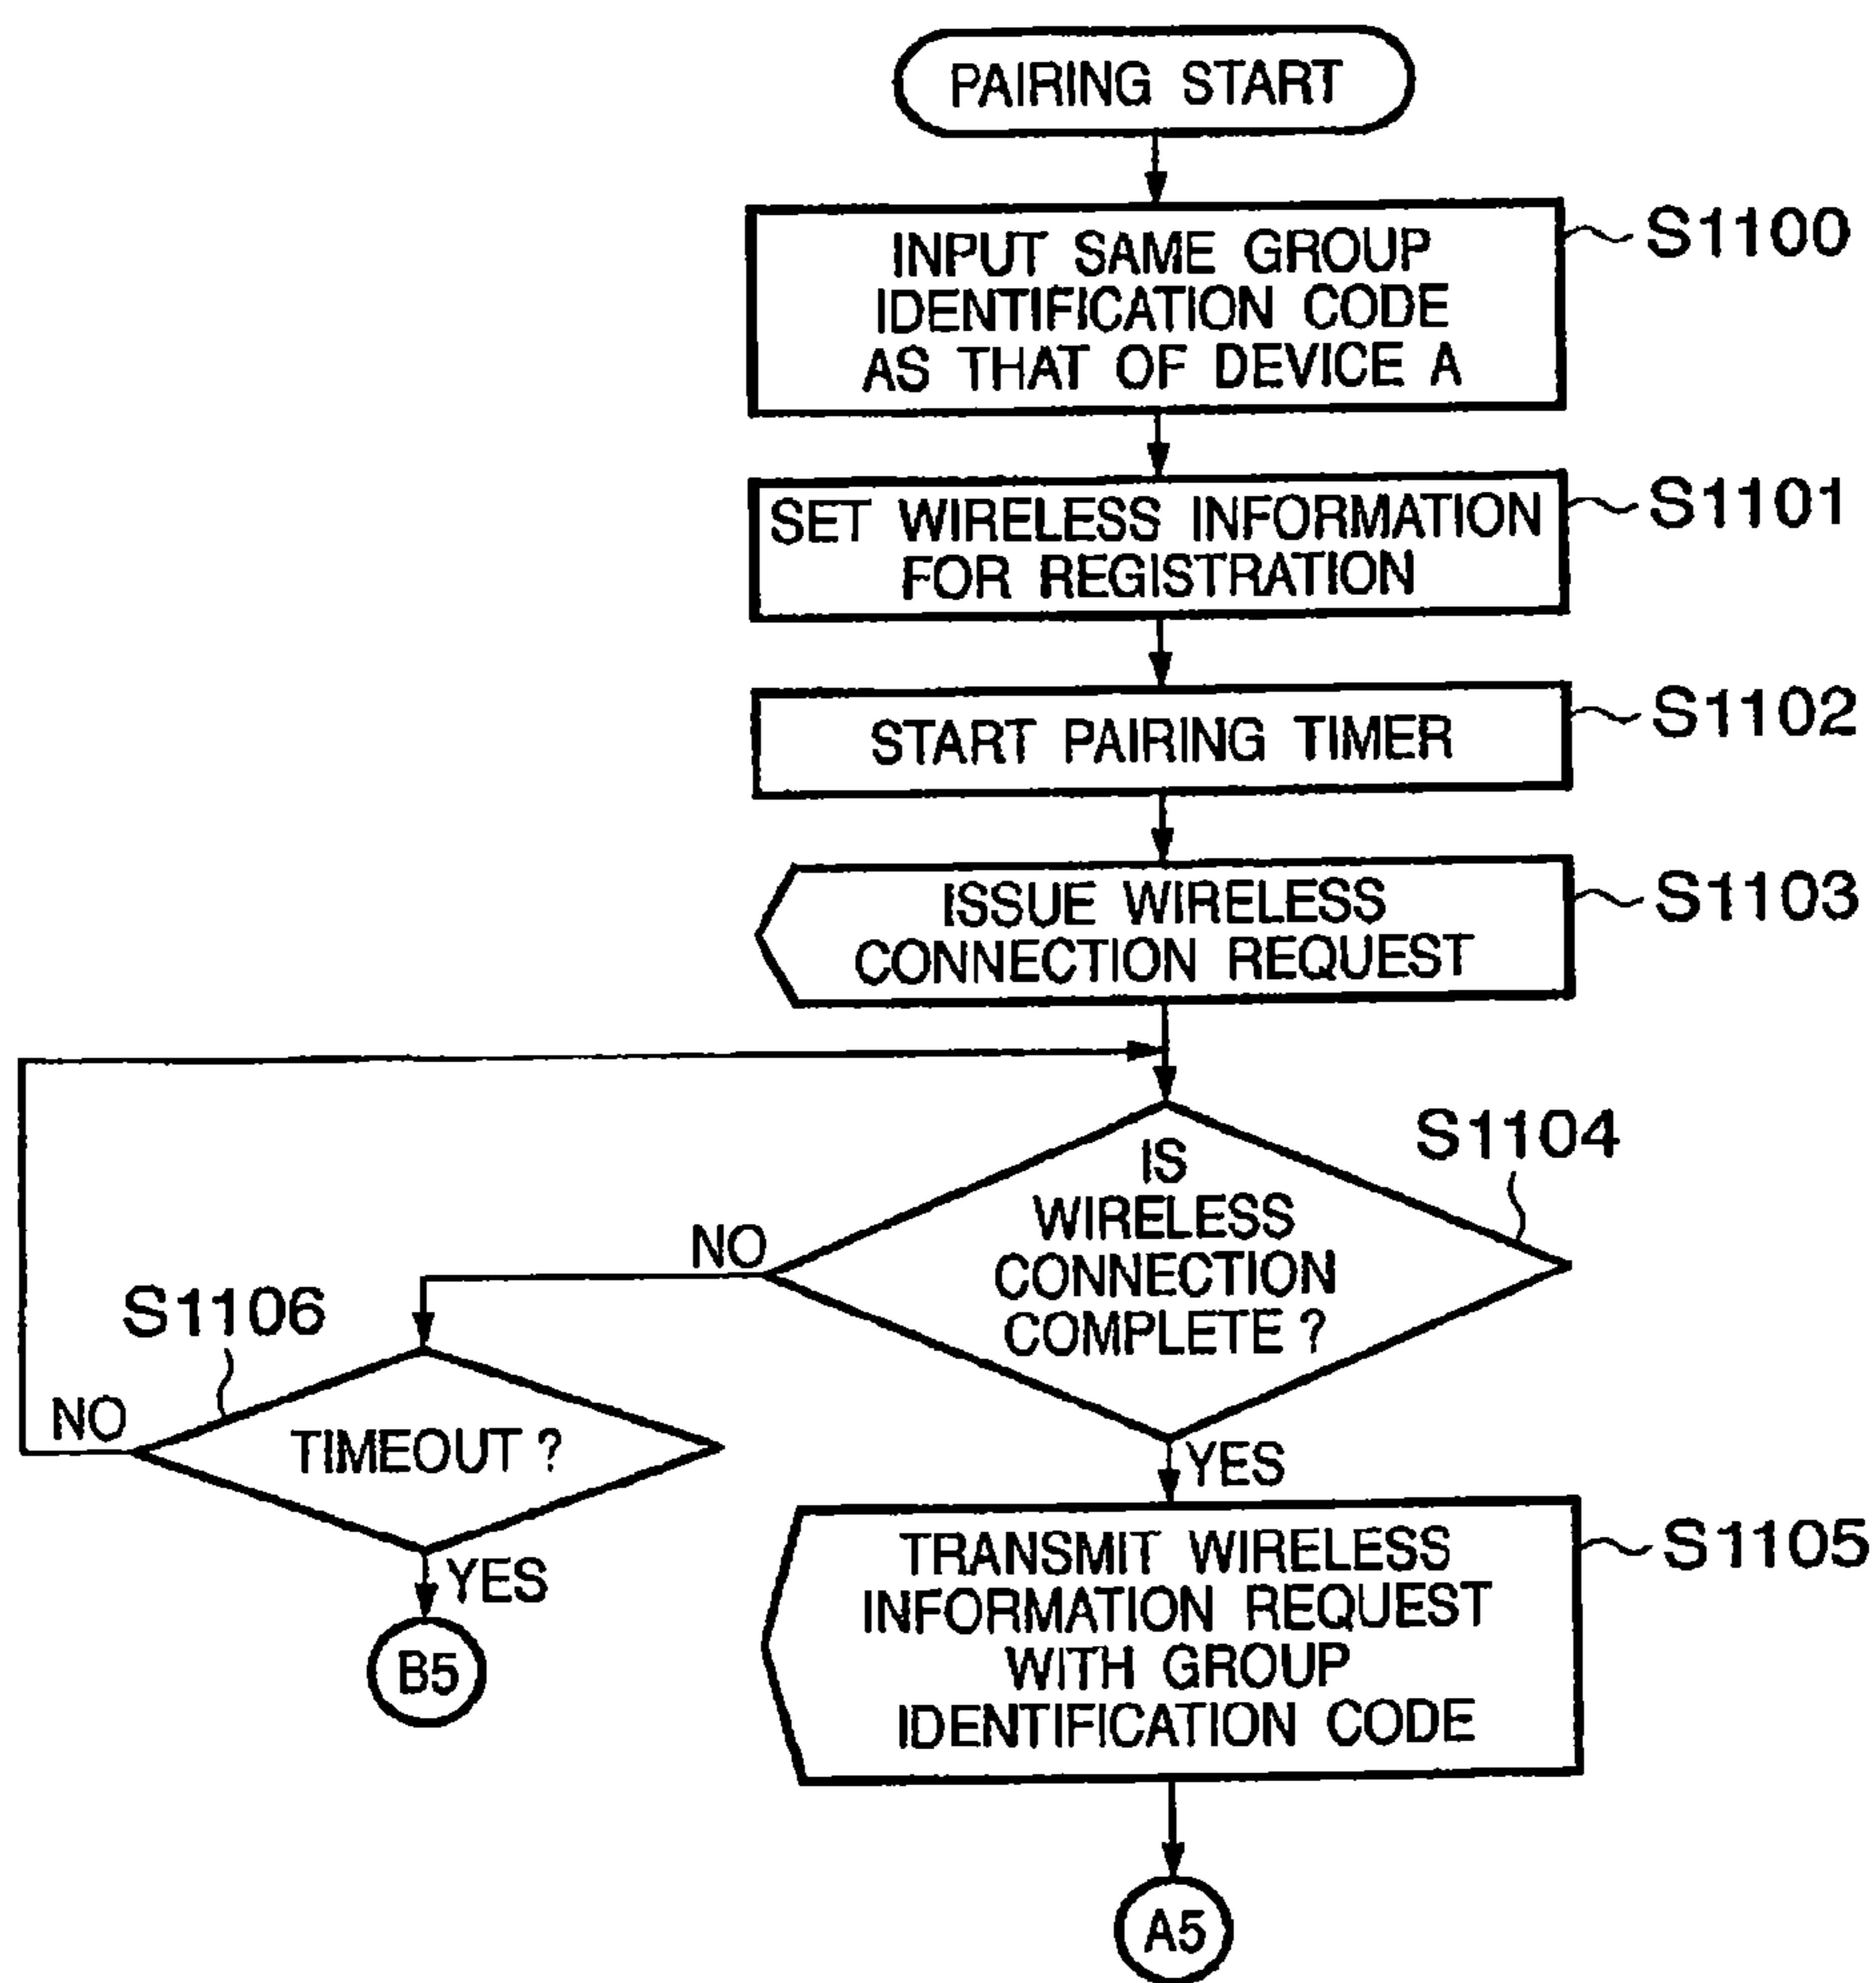 PAIRING START
INPUT SAME GROUP
IDENTIFICATION CODE
AS THAT OF DEVICE A
S1100
SET WIRELESS INFORMATION
FOR REGISTRATION
S1101
START PAIRING TIMER
S1102
ISSUE WIRELESS
CONNECTION REQUEST
S1103
IS
WIRELESS
CONNECTION
COMPLETE ?
S1104
NO
S1106
TIMEOUT ?
NO
YES
B5
YES
TRANSMIT WIRELESS
INFORMATION REQUEST
WITH GROUP
IDENTIFICATION CODE
S1105
A5